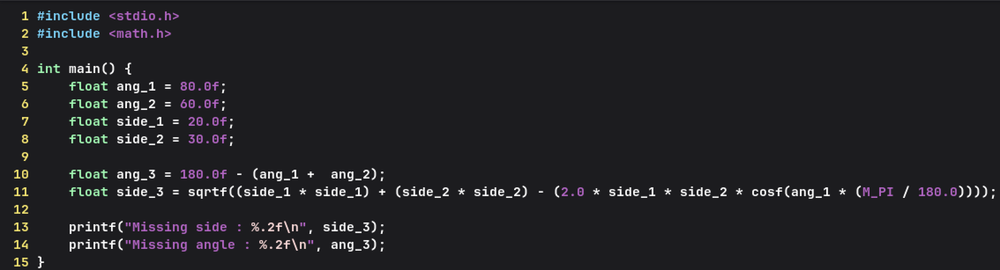 1 #include <stdio.h>
2 #include <math.h>
3
4 int main() {
5     float ang_1 = 80.0f;
6     float ang_2 = 60.0f;
7     float side_1 = 20.0f;
8     float side_2 = 30.0f;
9
10     float ang_3 = 180.0f - (ang_1 +  ang_2);
11     float side_3 = sqrtf((side_1 * side_1) + (side_2 * side_2) - (2.0 * side_1 * side_2 * cosf(ang_1 * (M_PI / 180.0))));
12
13     printf("Missing side : %.2f\n", side_3);
14     printf("Missing angle : %.2f\n", ang_3);
15 }